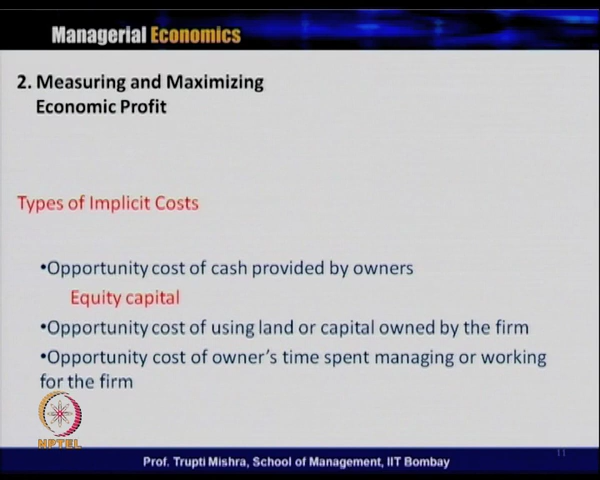 Managerial Economics
2. Measuring and Maximizing
Economic Profit
Types of Implicit Costs
•Opportunity cost of cash provided by owners
Equity capital
•Opportunity cost of using land or capital owned by the firm
•Opportunity cost of owner's time spent managing or working
for the firm
NPTEL
11
Prof. Trupti Mishra, School of Management, IIT Bombay